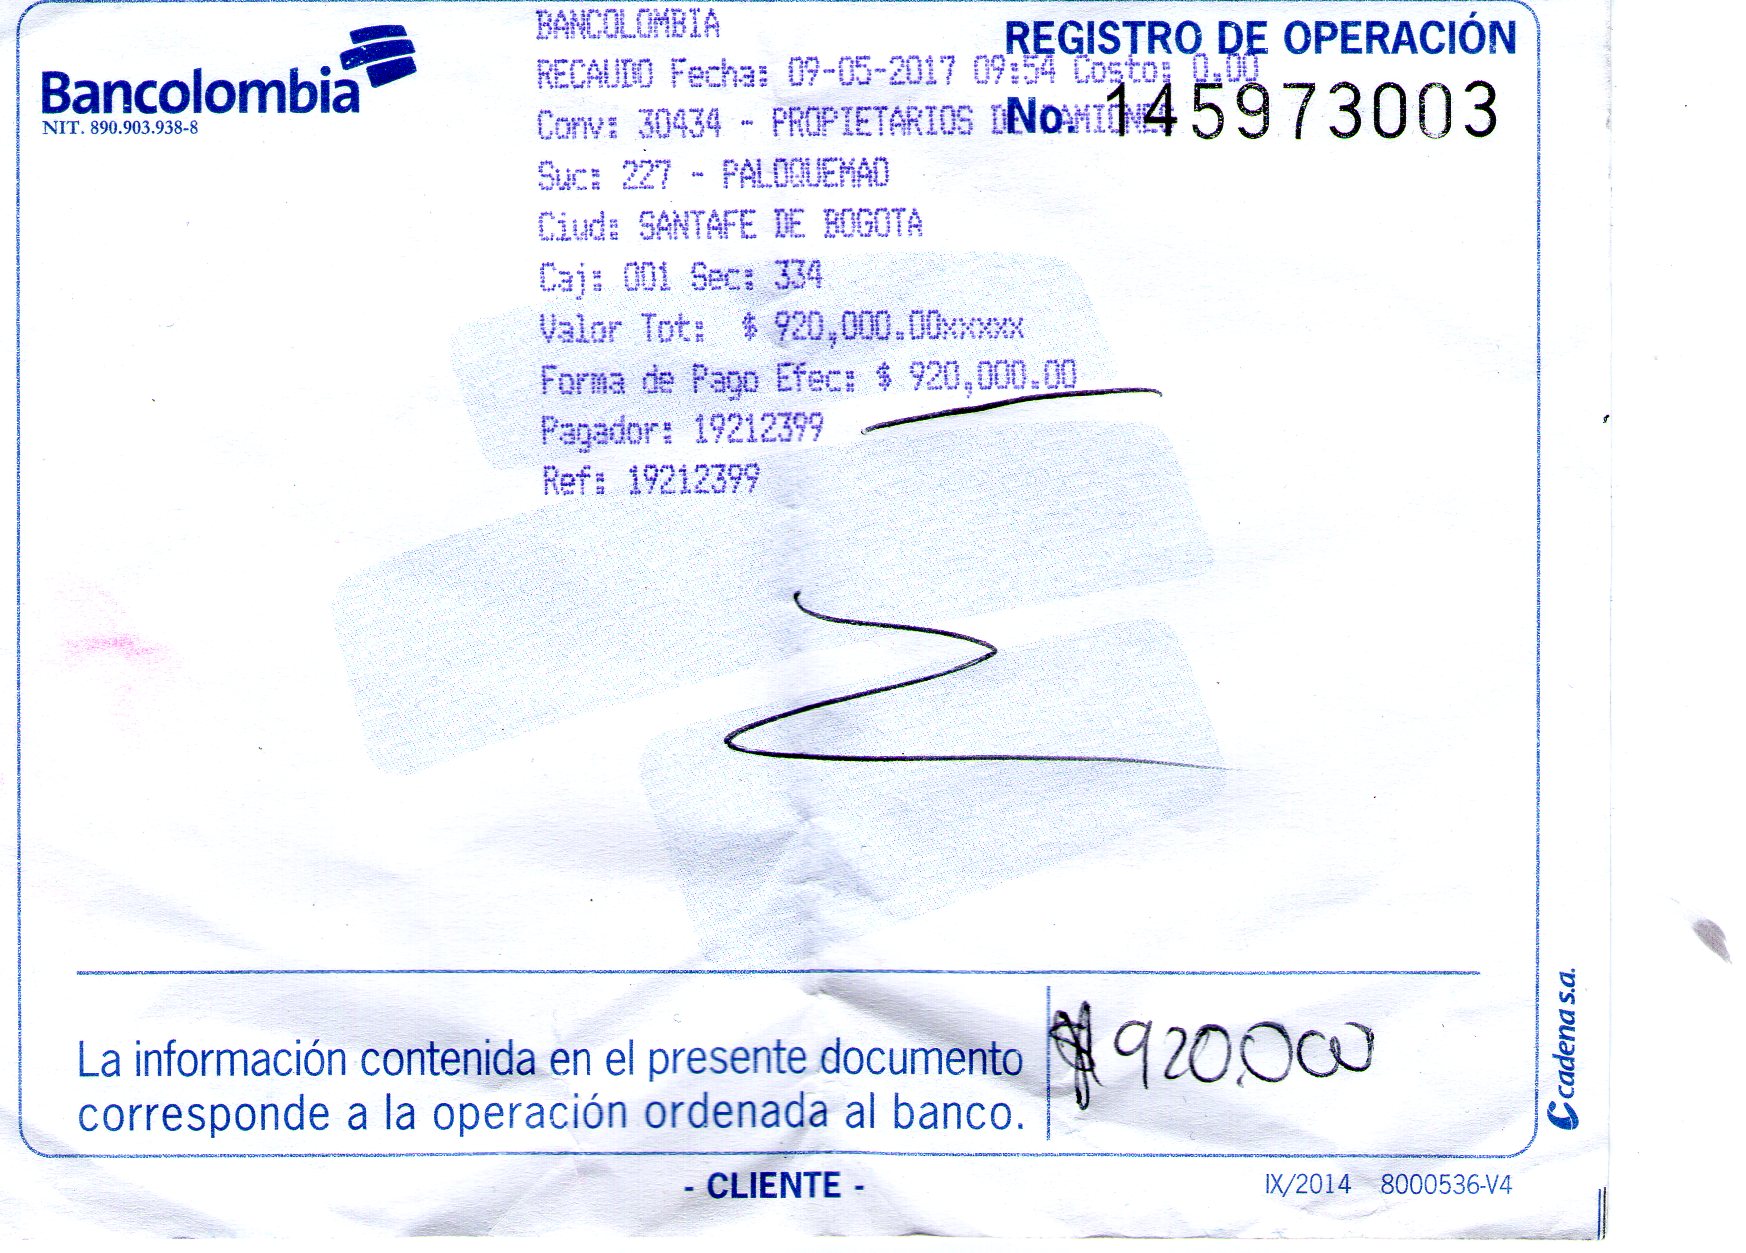 Bancolombia
NIT. 890.903.938-8
REGISTRO DE OPERACIÓN
No. 145973003
BANCOLOMBIA
RECAUDO Fecha: 09-05-2017 09:54 Costo: 0.00
Conv: 30434 - PROPIETARIOS DE CAMIONE
Suc: 227 - PALOQUEMAO
Ciud: SANTAFE DE BOGOTA
Caj: 001 Sec: 334
Valor Tot: $ 920,000.00xxxxx
Forma de Pago Efec: $ 920,000.00
Pagador: 19212399
Ref: 19212399
La información contenida en el presente documento
corresponde a la operación ordenada al banco.
$ 920.000
- CLIENTE -
IX/2014 8000536-V4
cadena s.a.